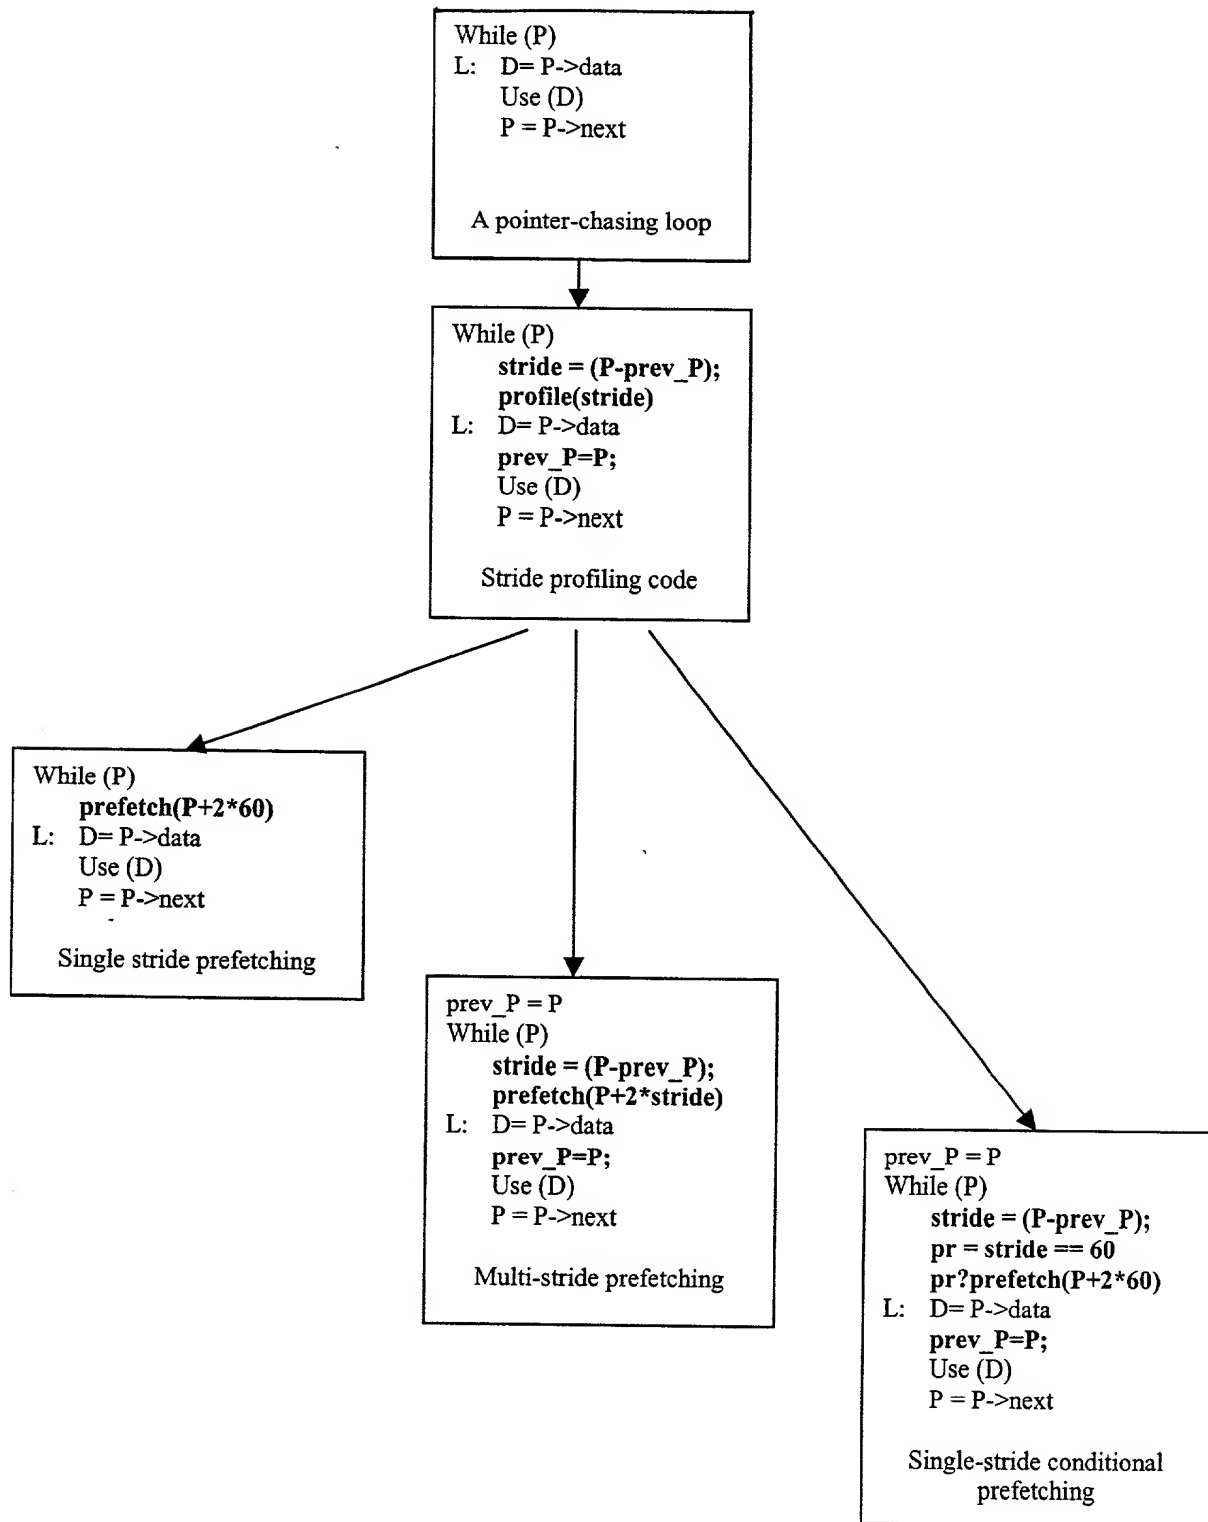 While (P)
L: D= P->data
Use (D)
P = P->next
A pointer-chasing loop
While (P)
stride = (P-prev_P);
profile(stride)
L: D= P->data
prev_P=P;
Use (D)
P = P->next
Stride profiling code
While (P)
prefetch(P+2*60)
L: D= P->data
Use (D)
P = P->next
Single stride prefetching
prev_P = P
While (P)
stride = (P-prev_P);
prefetch(P+2*stride)
L: D= P->data
prev_P=P;
Use (D)
P = P->next
Multi-stride prefetching
prev_P = P
While (P)
stride = (P-prev_P);
pr = stride == 60
pr?prefetch(P+2*60)
L: D= P->data
prev_P=P;
Use (D)
P = P->next
Single-stride conditional
prefetching